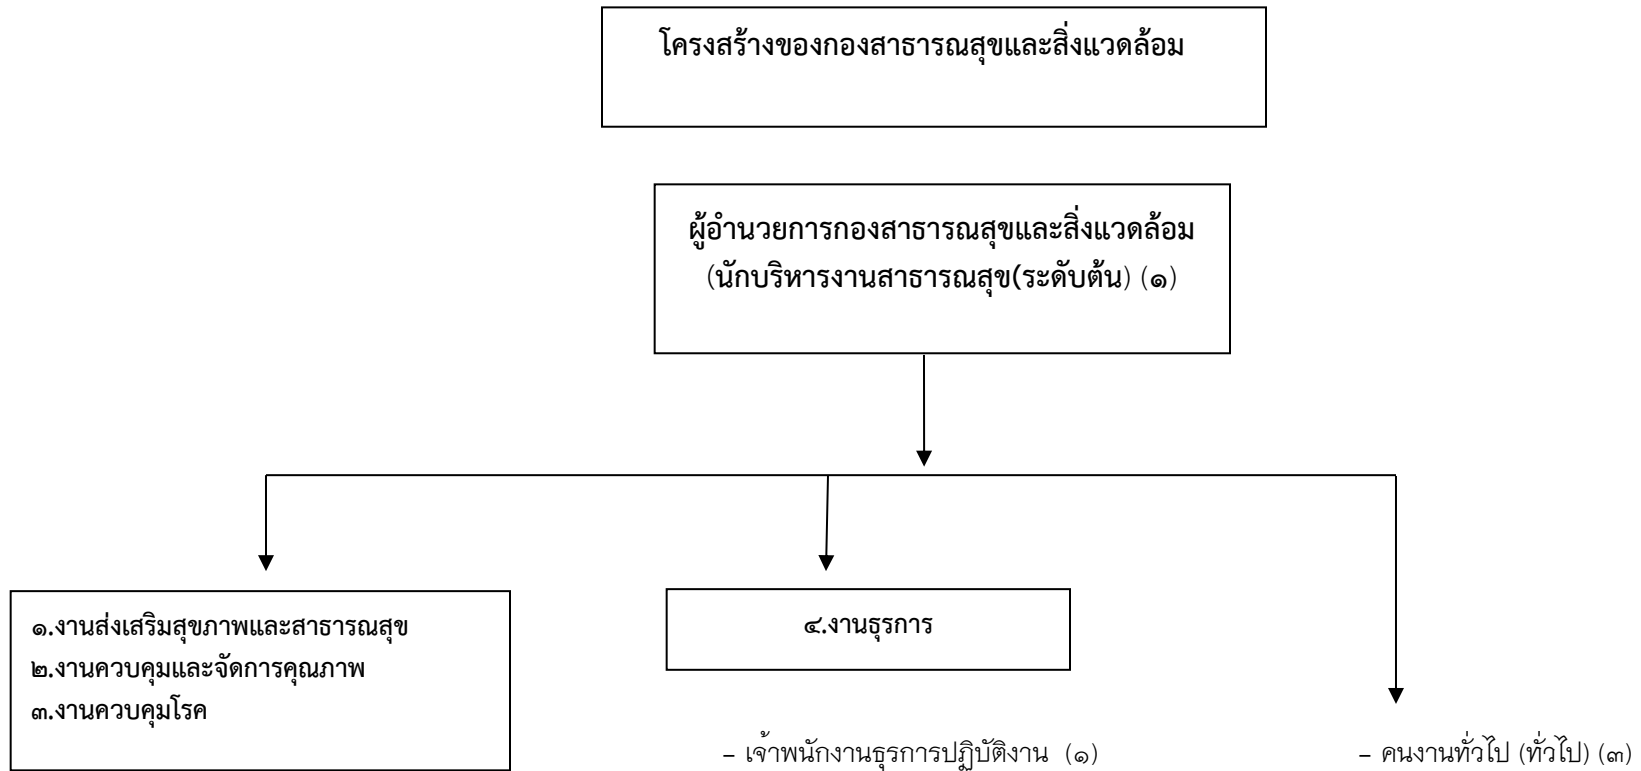 โครงสร้างของกองสาธารณสุขและสิ่งแวดล้อม
ผู้อำนวยการกองสาธารณสุขและสิ่งแวดล้อม
(นักบริหารงานสาธารณสุข(ระดับต้น) (๑)
๑.งานส่งเสริมสุขภาพและสาธารณสุข
๒.งานควบคุมและจัดการคุณภาพ
๓.งานควบคุมโรค
๔.งานธุรการ
- เจ้าพนักงานธุรการปฏิบัติงาน (๑)
- คนงานทั่วไป (ทั่วไป) (๓)